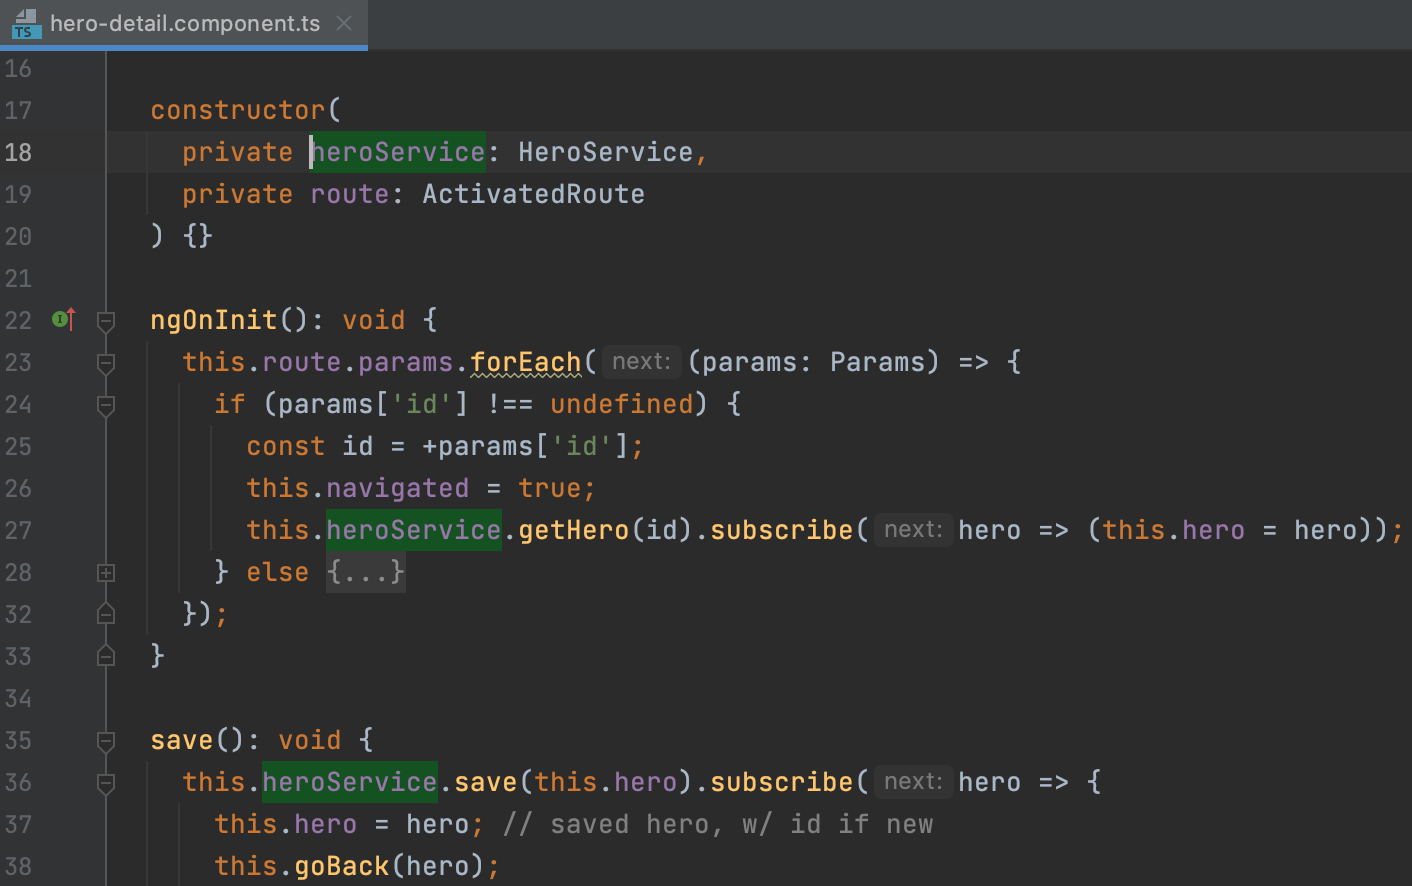 TS hero-detail.component.ts
16
17 constructor(
18 private heroService: HeroService,
19 private route: ActivatedRoute
20 ) {}
21
22 I ngOnInit(): void {
23 this.route.params.forEach( next: (params: Params) => {
24 if (params['id'] !== undefined) {
25 const id = +params['id'];
26 this.navigated = true;
27 this.heroService.getHero(id).subscribe( next: hero => (this.hero = hero));
28 } else {...}
32 });
33 }
34
35 save(): void {
36 this.heroService.save(this.hero).subscribe( next: hero => {
37 this.hero = hero; // saved hero, w/ id if new
38 this.goBack(hero);